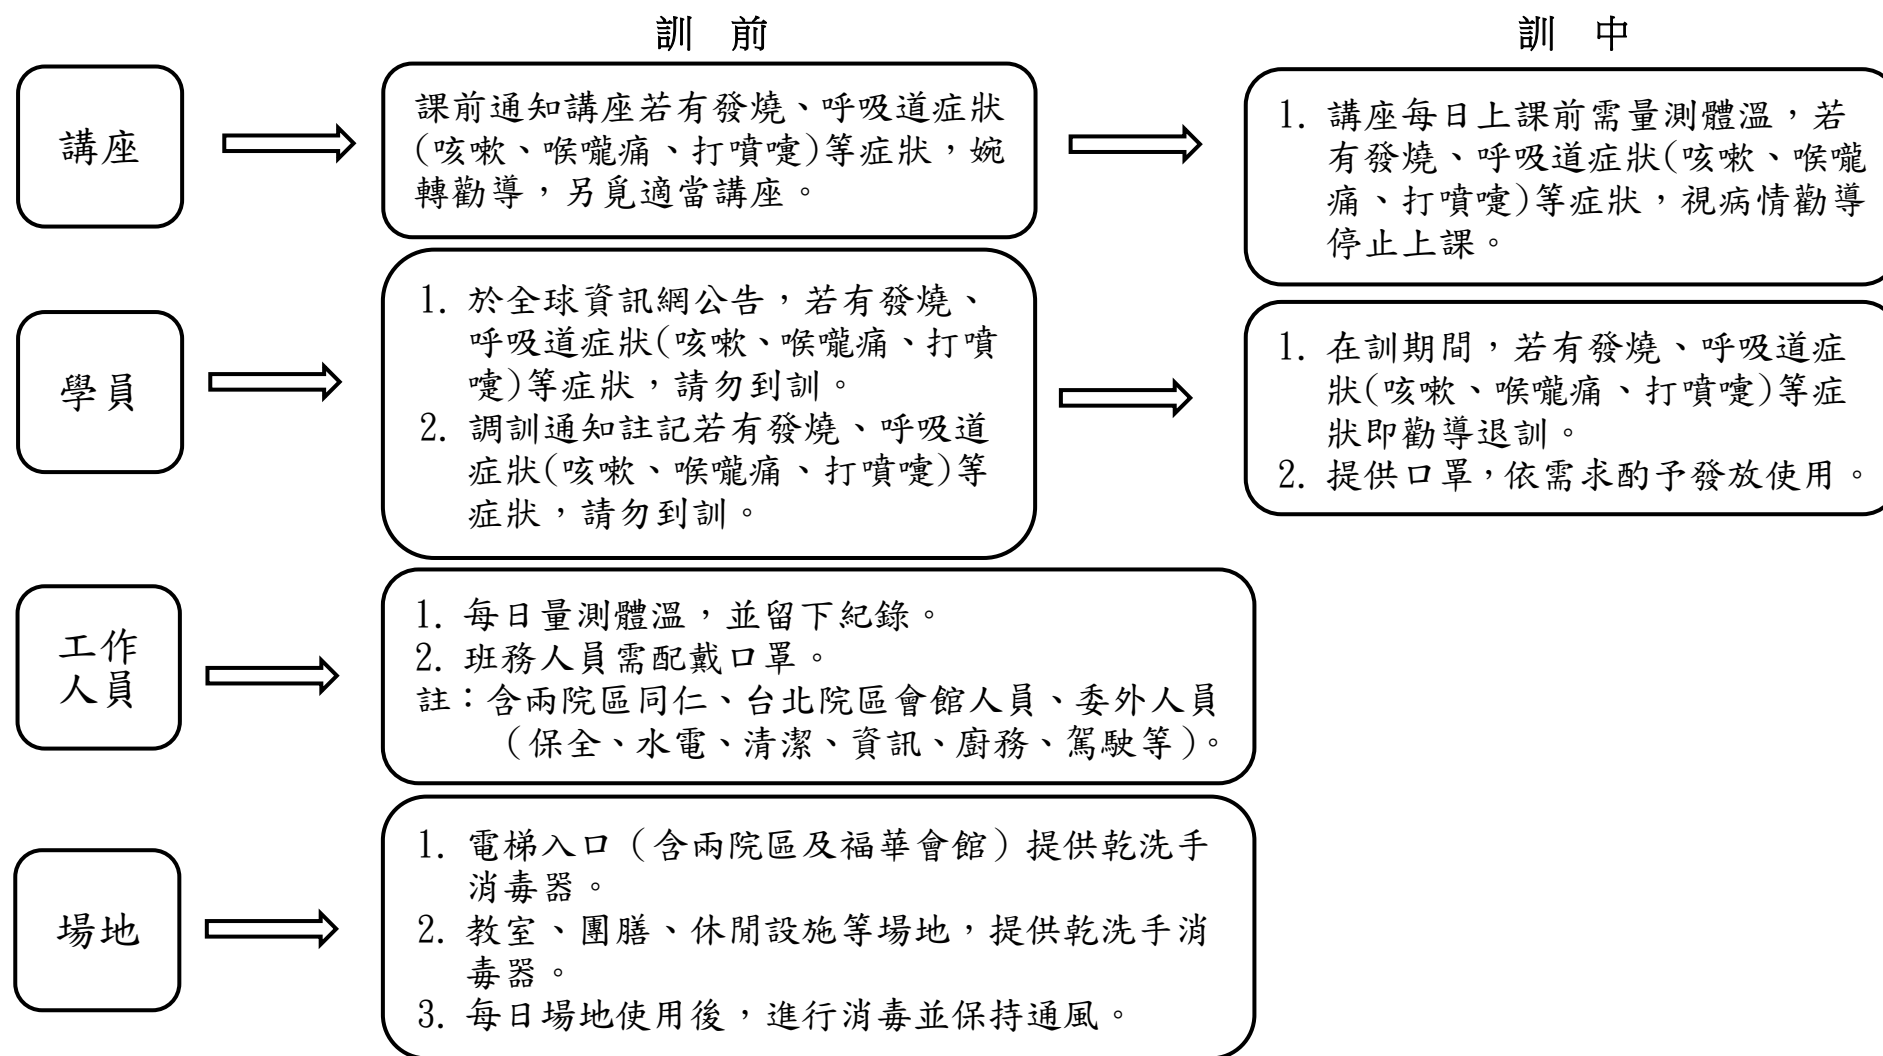 訓 前
訓 中
講座
課前通知講座若有發燒、呼吸道症狀
(咳嗽、喉嚨痛、打噴嚏)等症狀,婉
轉勸導,另覓適當講座。
1. 講座每日上課前需量測體溫,若
有發燒、呼吸道症狀(咳嗽、喉嚨
痛、打噴嚏)等症狀,視病情勸導
停止上課。
學員
1. 於全球資訊網公告,若有發燒、
呼吸道症狀(咳嗽、喉嚨痛、打噴
嚏)等症狀,請勿到訓。
2. 調訓通知註記若有發燒、呼吸道
症狀(咳嗽、喉嚨痛、打噴嚏)等
症狀,請勿到訓。
1. 在訓期間,若有發燒、呼吸道症
狀(咳嗽、喉嚨痛、打噴嚏)等症
狀即勸導退訓。
2. 提供口罩,依需求酌予發放使用。
工作
人員
1. 每日量測體溫,並留下紀錄。
2. 班務人員需配戴口罩。
註:含兩院區同仁、台北院區會館人員、委外人員
(保全、水電、清潔、資訊、廚務、駕駛等)。
場地
1. 電梯入口(含兩院區及福華會館)提供乾洗手
消毒器。
2. 教室、團膳、休閒設施等場地,提供乾洗手消
毒器。
3. 每日場地使用後,進行消毒並保持通風。